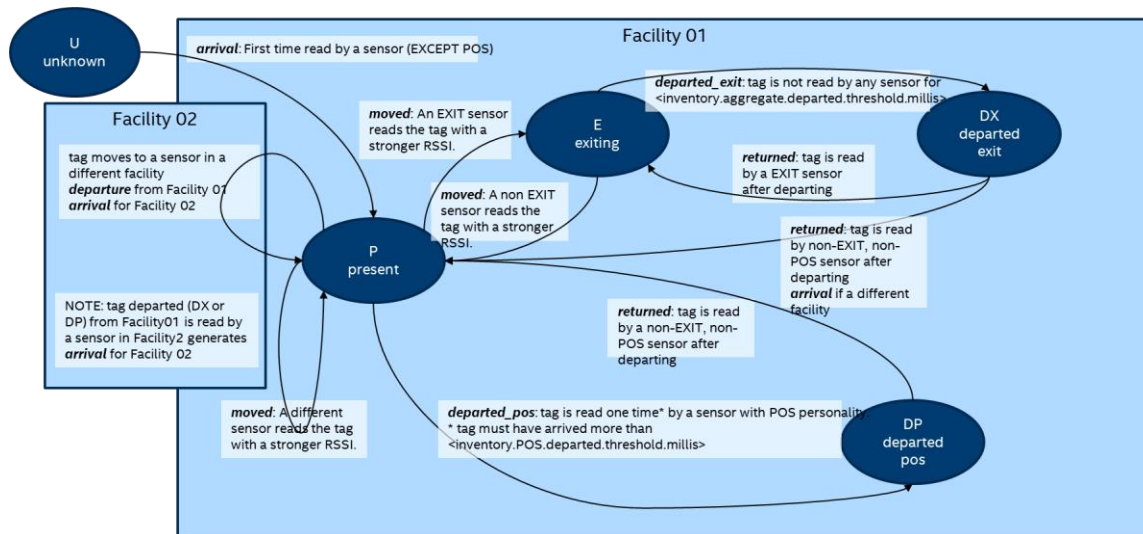 U
unknown
Facility 01
arrival: First time read by a sensor (EXCEPT POS)
departed_exit: tag is not read by any sensor for
<inventory.aggregate.departed.threshold.millis>
moved: An EXIT sensor
reads the tag with a
stronger RSSI.
E
exiting
DX
departed
exit
Facility 02
tag moves to a sensor in a
different facility
departure from Facility 01
arrival for Facility 02
returned: tag is read
by a EXIT sensor
after departing
moved: A non EXIT
sensor reads the
tag with a stronger
RSSI.
returned: tag is read
by non-EXIT, non-
POS sensor after
departing
arrival if a different
facility
P
present
NOTE: tag departed (DX or
DP) from Facility01 is read by
a sensor in Facility2 generates
arrival for Facility 02
returned: tag is read
by a non-EXIT, non-
POS sensor after
departing
moved: A different
sensor reads the tag
with a stronger RSSI.
departed_pos: tag is read one time* by a sensor with POS personality.
* tag must have arrived more than
<inventory.POS.departed.threshold.millis>
DP
departed
pos